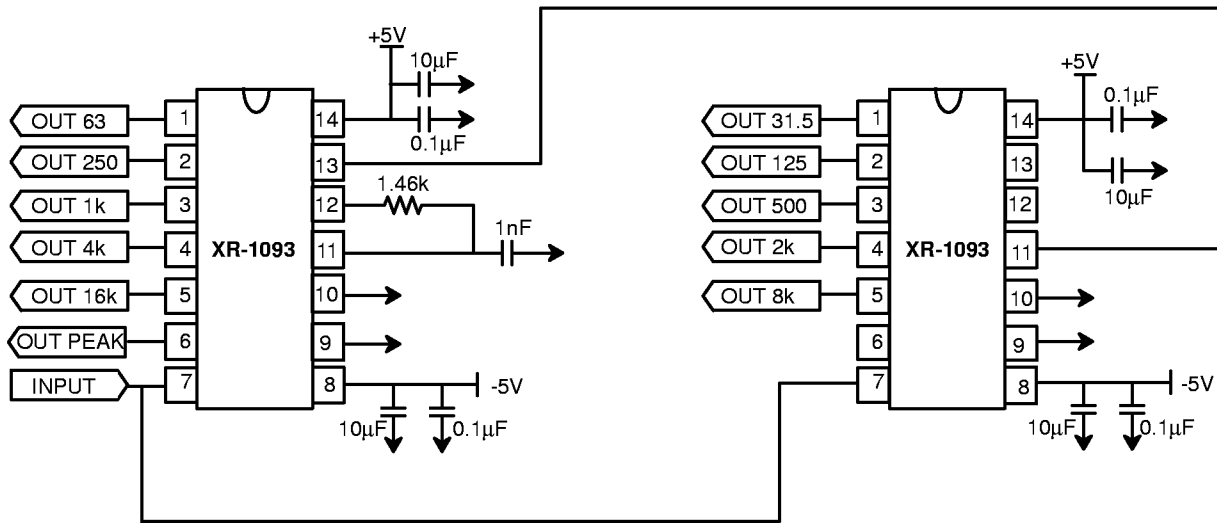 +5V
10µF
0.1µF
OUT 63
1
14
OUT 250
2
13
1.46k
OUT 1k
3
12
1nF
OUT 4k
4
XR-1093
11
OUT 16k
5
10
OUT PEAK
6
9
INPUT
7
8
-5V
10µF
0.1µF
+5V
0.1µF
OUT 31.5
1
14
OUT 125
2
13
10µF
OUT 500
3
12
OUT 2k
4
XR-1093
11
OUT 8k
5
10
6
9
7
8
-5V
10µF
0.1µF